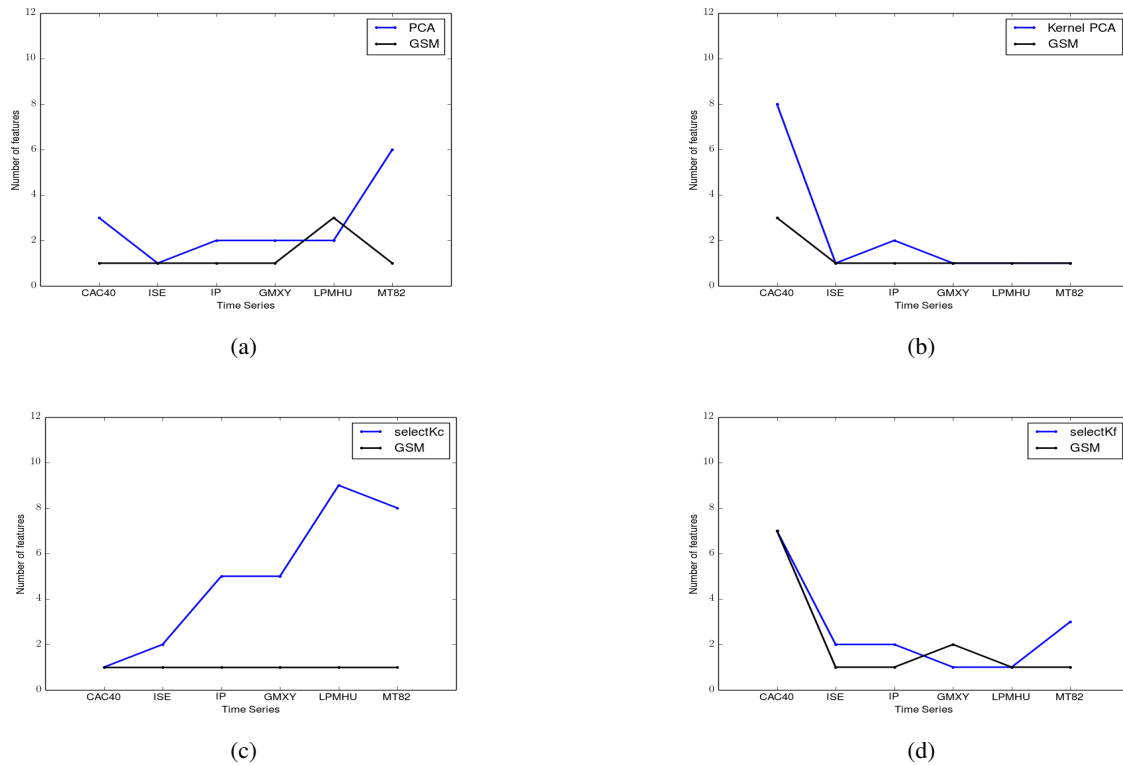 12
10
8
6
4
2
0
Number of features
PCA
GSM
CAC40 ISE IP GMXY LPMHU MT82
Time Series
(a)
12
10
8
6
4
2
0
Number of features
Kernel PCA
GSM
CAC40 ISE IP GMXY LPMHU MT82
Time Series
(b)
12
10
8
6
4
2
0
Number of features
selectKc
GSM
CAC40 ISE IP GMXY LPMHU MT82
Time Series
(c)
12
10
8
6
4
2
0
Number of features
selectKf
GSM
CAC40 ISE IP GMXY LPMHU MT82
Time Series
(d)